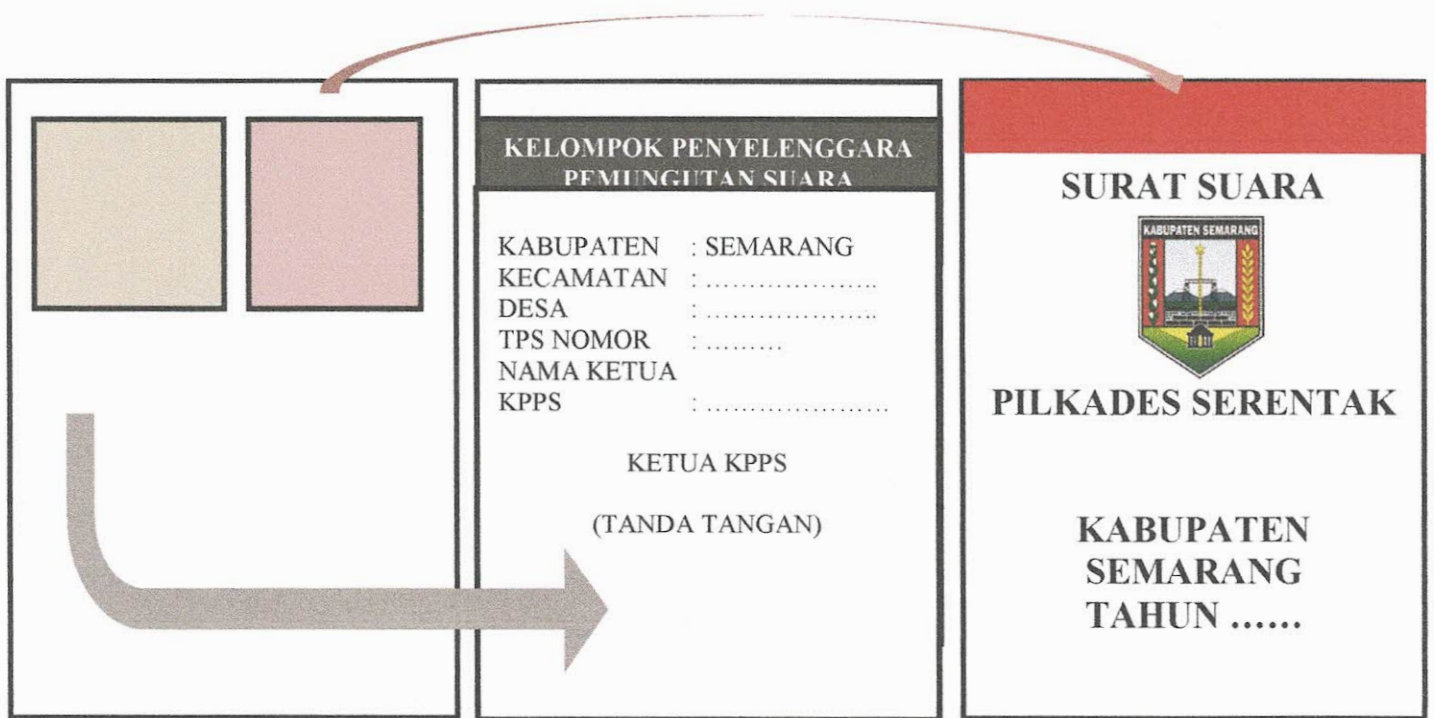 KELOMPOK PENYELENGGARA
PEMUNGUTAN SUARA
KABUPATEN : SEMARANG
KECAMATAN : ...................
DESA : ...................
TPS NOMOR : .........
NAMA KETUA
KPPS : .....................
KETUA KPPS
(TANDA TANGAN)
SURAT SUARA
KABUPATEN SEMARANG
PILKADES SERENTAK
KABUPATEN
SEMARANG
TAHUN ......